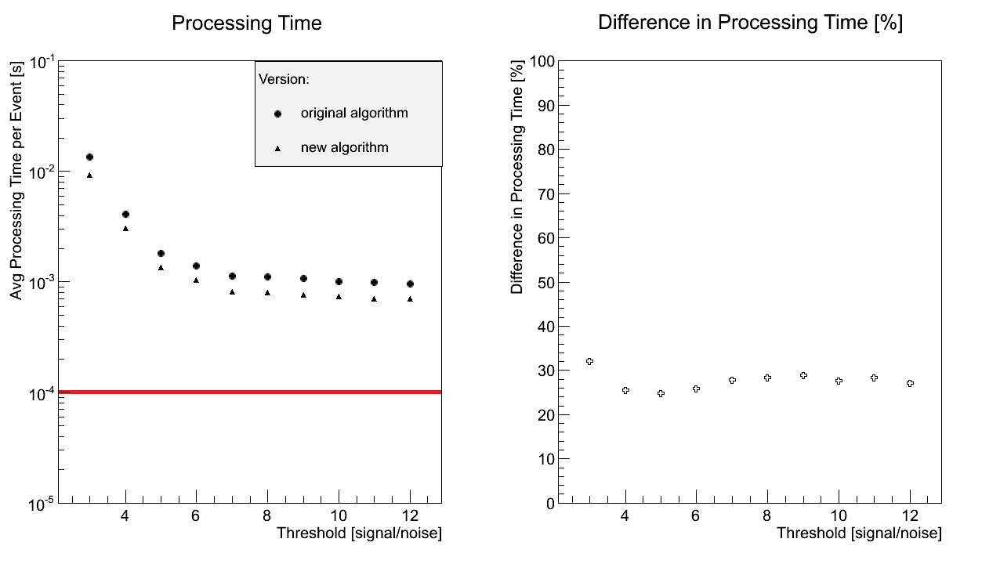 Processing Time
Avg Processing Time per Event [s]
10-1
10-2
10-3
10-4
10-5
Version:
original algorithm
new algorithm
4 6 8 10 12
Threshold [signal/noise]
Difference in Processing Time [%]
Difference in Processing Time [%]
100
90
80
70
60
50
40
30
20
10
0
4 6 8 10 12
Threshold [signal/noise]